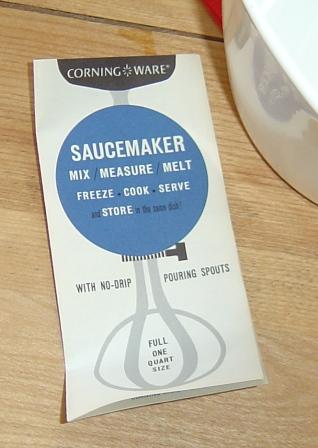 CORNING WARE®
SAUCEMAKER
MIX / MEASURE / MELT
FREEZE • COOK • SERVE
and STORE in the same dish!
WITH NO-DRIP POURING SPOUTS
FULL
ONE
QUART
SIZE